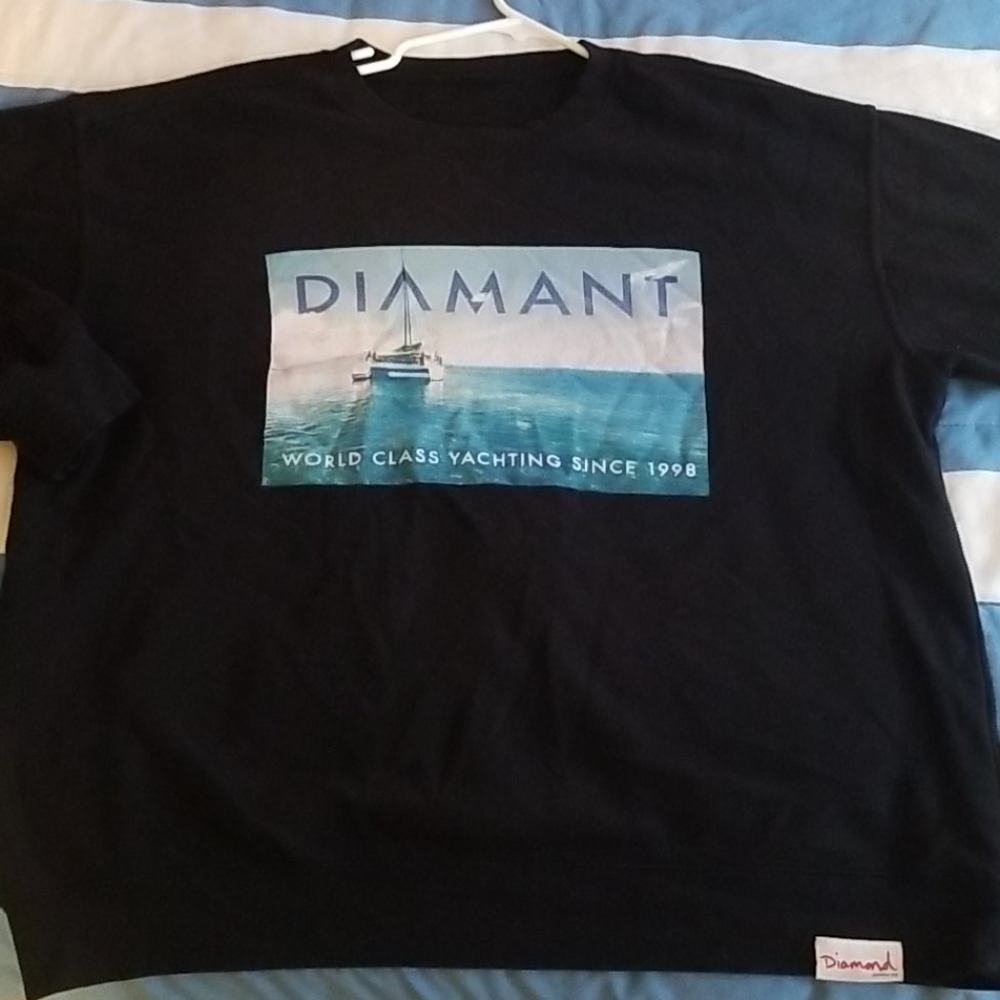 DIAMANT
WORLD CLASS YACHTING SINCE 1998
Diamond